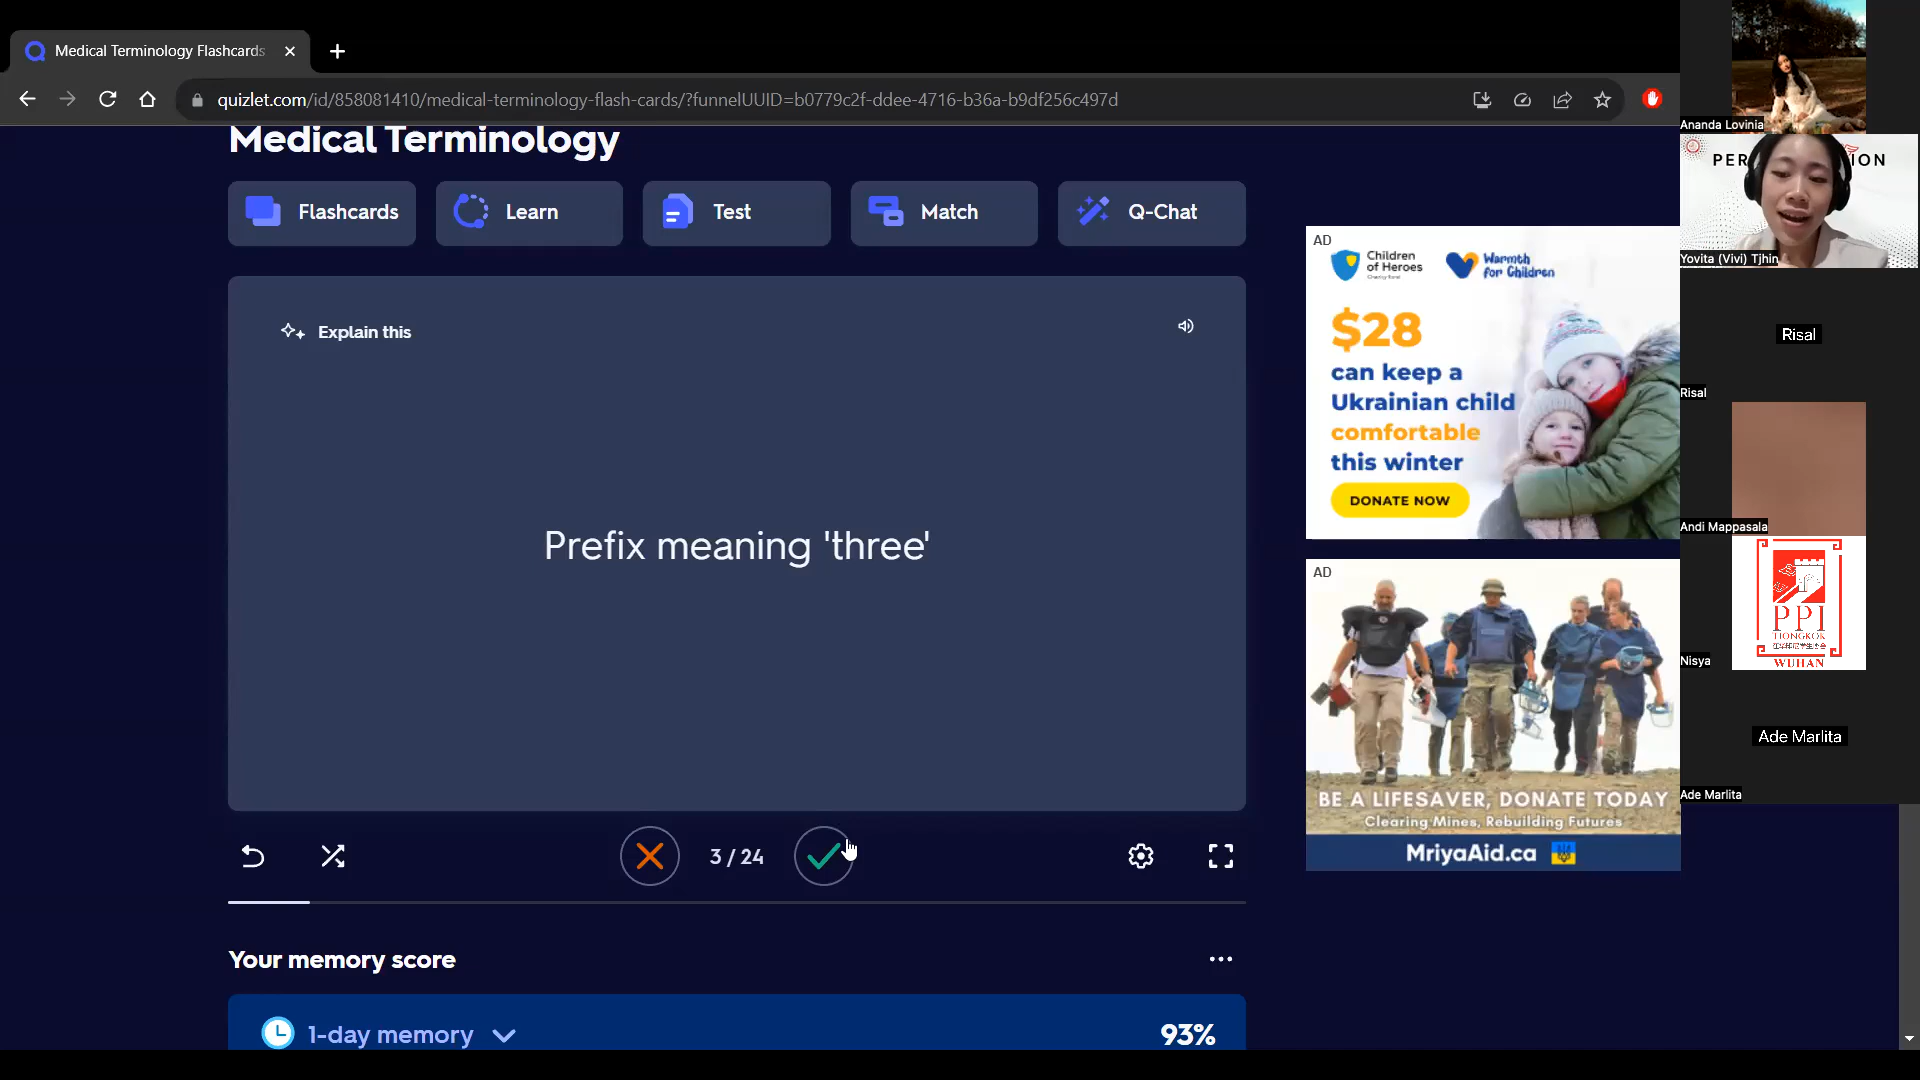 Medical Terminology Flashcards
quizlet.com/id/858081410/medical-terminology-flash-cards/?funnelUUID=b0779c2f-ddee-4716-b36a-b9df256c497d
Medical Terminology
Flashcards
Learn
Test
Match
Q-Chat
Explain this
Prefix meaning 'three'
3 / 24
Your memory score
1-day memory
93%
AD
Children
of Heroes
Warmth
for Children
$28
can keep a
Ukrainian child
comfortable
this winter
DONATE NOW
AD
BE A LIFESAVER, DONATE TODAY
Clearing Mines, Rebuilding Futures
MriyaAid.ca
Ananda Lovinia
PER
ION
Yovita (Vivi) Tjhin
Risal
Risal
Andi Mappasala
PPI
TIONGKOK
WUHAN
Nisya
Ade Marlita
Ade Marlita